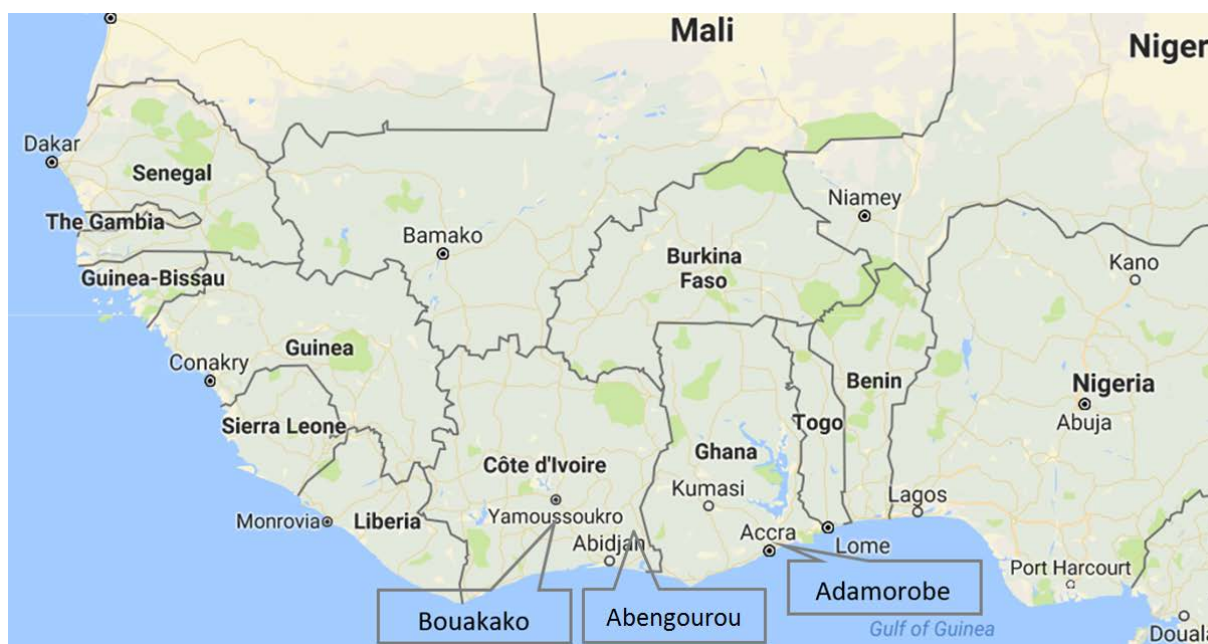 Mali
Niger
Dakar
Senegal
The Gambia
Niamey
Bamako
Guinea-Bissau
Burkina
Faso
Kano
Guinea
Conakry
Benin
Nigeria
Abuja
Sierra Leone
Togo
Ghana
Côte d'Ivoire
Kumasi
Lagos
Monrovia
Liberia
Yamoussoukro
Abidjan
Accra
Lome
Port Harcourt
Bouakako
Abengourou
Adamorobe
Gulf of Guinea
Douala